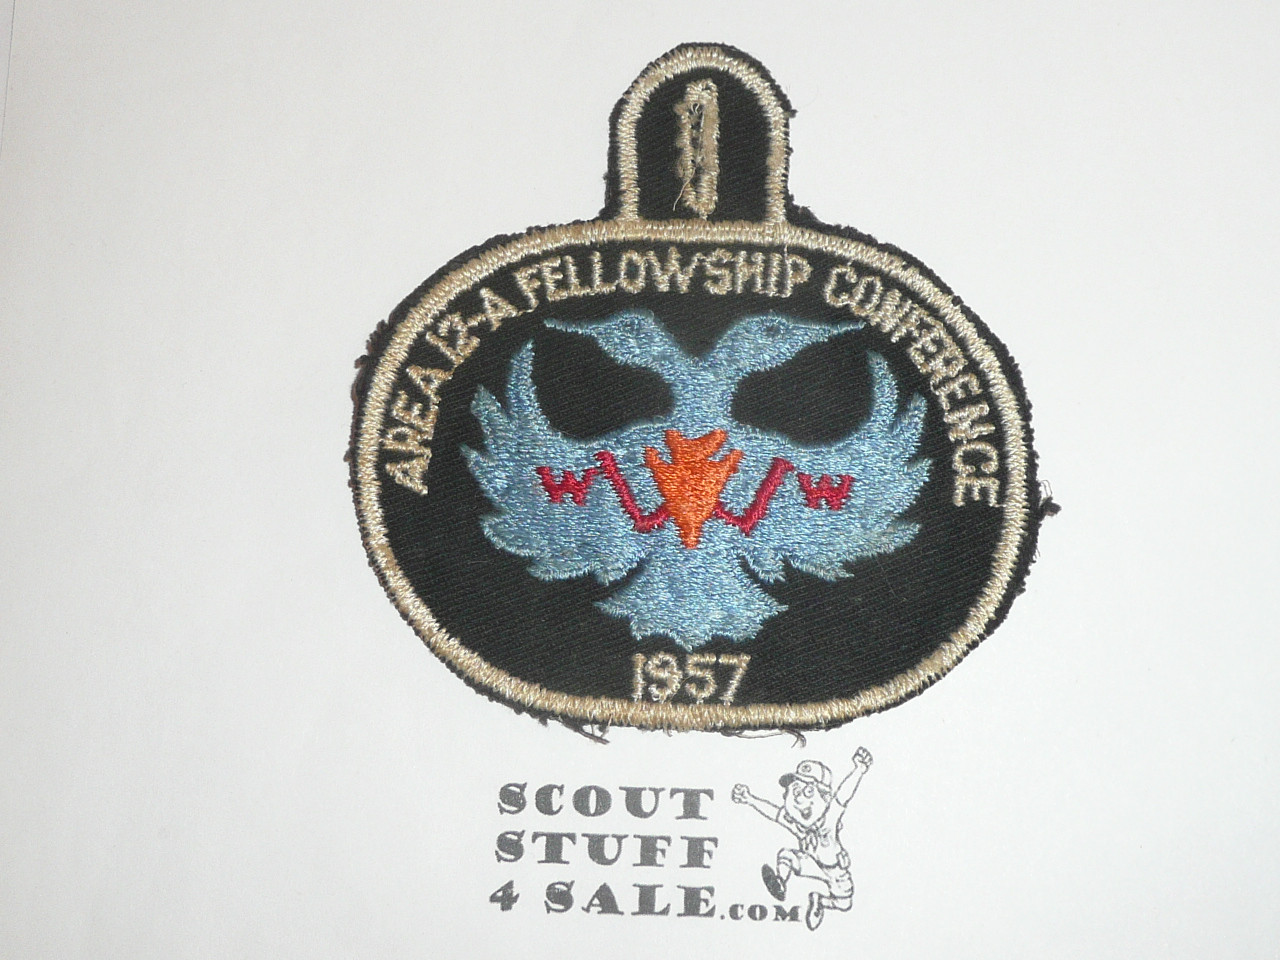 AREA 12-A FELLOWSHIP CONFERENCE
W W W
1957
SCOUT
STUFF
4 SALE.COM